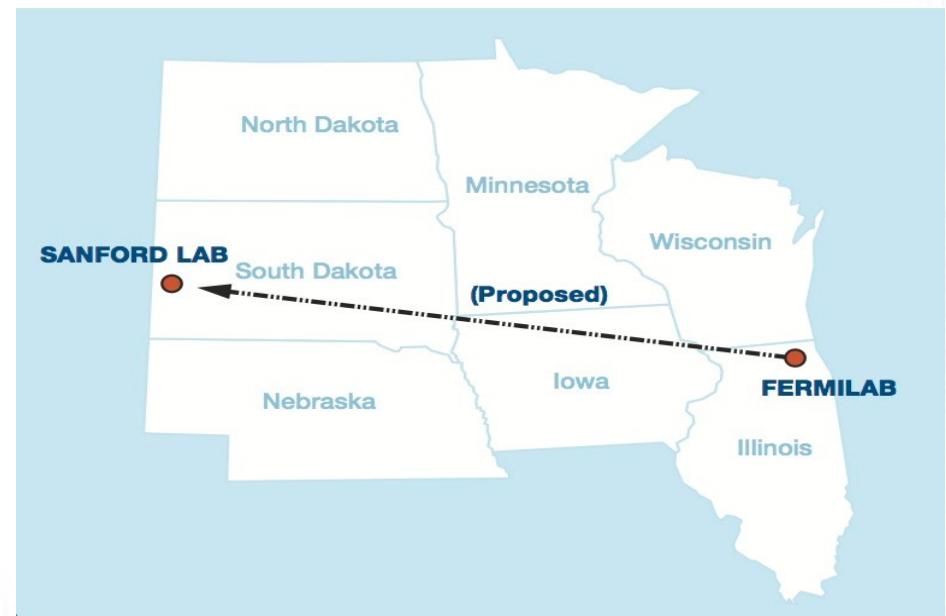 North Dakota
Minnesota
Wisconsin
SANFORD LAB
South Dakota
(Proposed)
Iowa
FERMILAB
Nebraska
Illinois